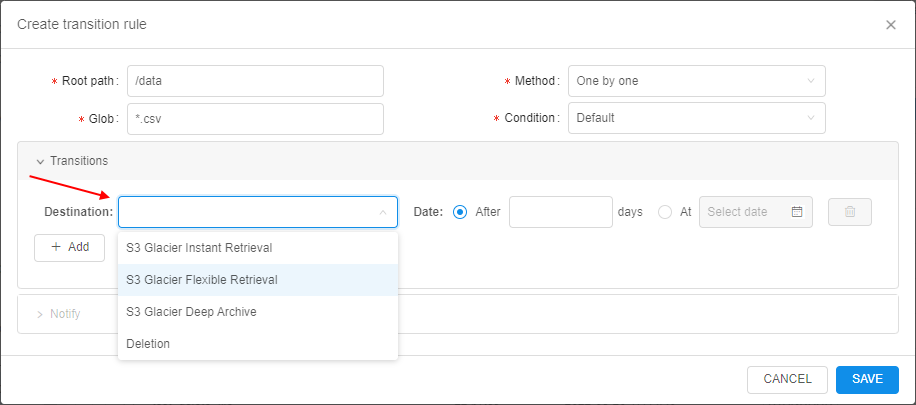 Create transition rule
* Root path: /data * Method: One by one
* Glob: *.csv * Condition: Default
Transitions
Destination: Date: After days At Select date
+ Add
S3 Glacier Instant Retrieval
S3 Glacier Flexible Retrieval
S3 Glacier Deep Archive
Deletion
Notify
CANCEL SAVE